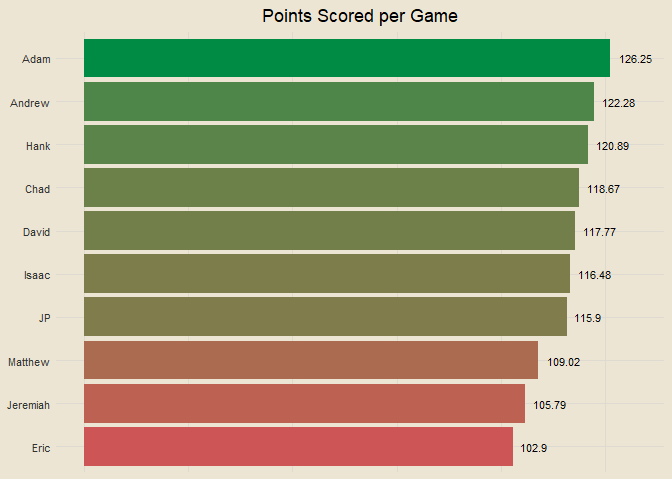 Points Scored per Game
Adam 126.25
Andrew 122.28
Hank 120.89
Chad 118.67
David 117.77
Isaac 116.48
JP 115.9
Matthew 109.02
Jeremiah 105.79
Eric 102.9